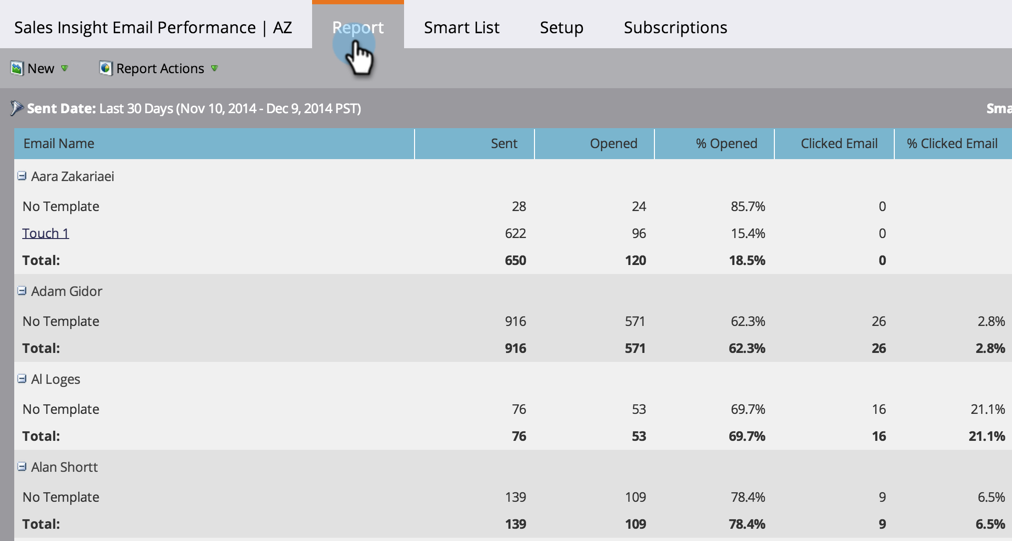 Sales Insight Email Performance | AZ Report Smart List Setup Subscriptions
New Report Actions
Sent Date: Last 30 Days (Nov 10, 2014 - Dec 9, 2014 PST) Sma
Email Name Sent Opened % Opened Clicked Email % Clicked Email
Aara Zakariaei
No Template 28 24 85.7% 0
Touch 1 622 96 15.4% 0
Total: 650 120 18.5% 0
Adam Gidor
No Template 916 571 62.3% 26 2.8%
Total: 916 571 62.3% 26 2.8%
Al Loges
No Template 76 53 69.7% 16 21.1%
Total: 76 53 69.7% 16 21.1%
Alan Shortt
No Template 139 109 78.4% 9 6.5%
Total: 139 109 78.4% 9 6.5%